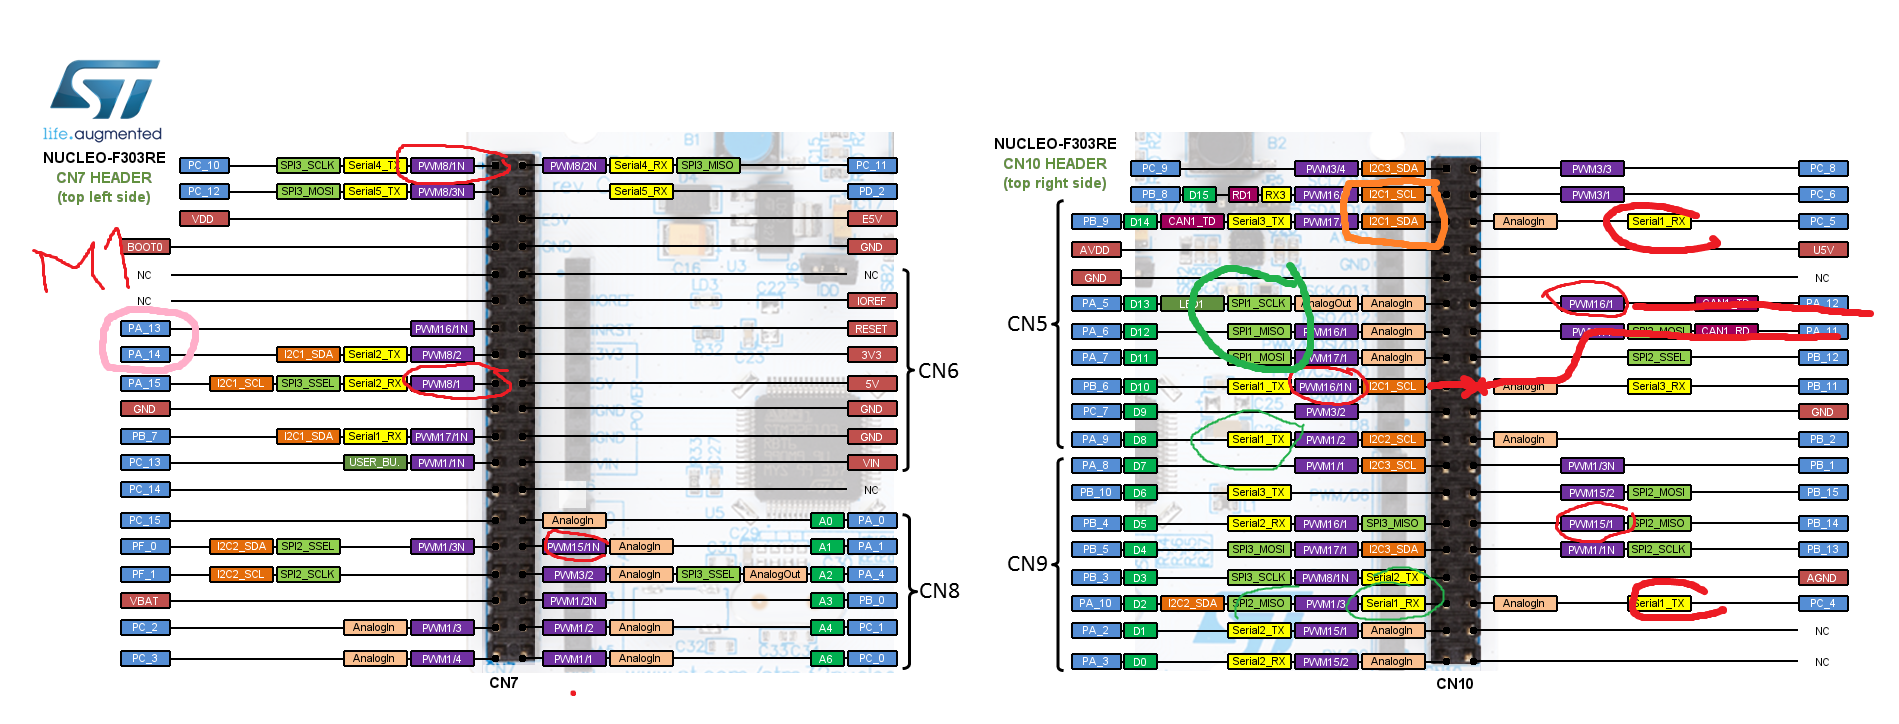 life.augmented
NUCLEO-F303RE
CN7 HEADER
(top left side)
M1
PC_10 SPI3_SCLK Serial4_TX PWM8/1N PWM8/2N Serial4_RX SPI3_MISO PC_11
PC_12 SPI3_MOSI Serial5_TX PWM8/3N Serial5_RX PD_2
VDD E5V
BOOT0 GND
NC NC
NC IOREF
PA_13 PWM16/1N RESET
PA_14 I2C1_SDA Serial2_TX PWM8/2 3V3
PA_15 I2C1_SCL SPI3_SSEL Serial2_RX PWM8/1 5V
GND GND
PB_7 I2C1_SDA Serial1_RX PWM17/1N GND
PC_13 USER_BU. PWM1/1N VIN
PC_14 NC
PC_15 AnalogIn A0 PA_0
PF_0 I2C2_SDA SPI2_SSEL PWM1/3N PWM15/1N AnalogIn A1 PA_1
PF_1 I2C2_SCL SPI2_SCLK PWM3/2 AnalogIn SPI3_SSEL AnalogOut A2 PA_4
VBAT PWM1/2N A3 PB_0
PC_2 AnalogIn PWM1/3 PWM1/2 AnalogIn A4 PC_1
PC_3 AnalogIn PWM1/4 PWM1/1 AnalogIn A6 PC_0
CN6
CN8
CN7
NUCLEO-F303RE
CN10 HEADER
(top right side)
PC_9 PWM3/4 I2C3_SDA PWM3/3 PC_8
PB_8 D15 RD1 RX3 PWM16/ I2C1_SCL PWM3/1 PC_6
PB_9 D14 CAN1_TD Serial3_TX PWM17/ I2C1_SDA AnalogIn Serial1_RX PC_5
AVDD U5V
GND NC
PA_5 D13 LED1 SPI1_SCLK AnalogOut AnalogIn PWM16/1 CAN1_TD PA_12
PA_6 D12 SPI1_MISO PWM16/1 AnalogIn SPI2_MOSI CAN1_RD PA_11
PA_7 D11 SPI1_MOSI PWM17/1 AnalogIn SPI2_SSEL PB_12
PB_6 D10 Serial1_TX PWM16/1N I2C1_SCL AnalogIn Serial3_RX PB_11
PC_7 D9 PWM3/2 GND
PA_9 D8 Serial1_TX PWM1/2 I2C2_SCL AnalogIn PB_2
PA_8 D7 PWM1/1 I2C3_SCL PWM1/3N PB_1
PB_10 D6 Serial3_TX PWM15/2 SPI2_MOSI PB_15
PB_4 D5 Serial2_RX PWM16/1 SPI3_MISO PWM15/1 SPI2_MISO PB_14
PB_5 D4 SPI3_MOSI PWM17/1 I2C3_SDA PWM1/1N SPI2_SCLK PB_13
PB_3 D3 SPI3_SCLK PWM8/1N Serial2_TX AGND
PA_10 D2 I2C2_SDA SPI2_MISO PWM1/3 Serial1_RX AnalogIn Serial1_TX PC_4
PA_2 D1 Serial2_TX PWM15/1 AnalogIn NC
PA_3 D0 Serial2_RX PWM15/2 AnalogIn NC
CN5
CN9
CN10